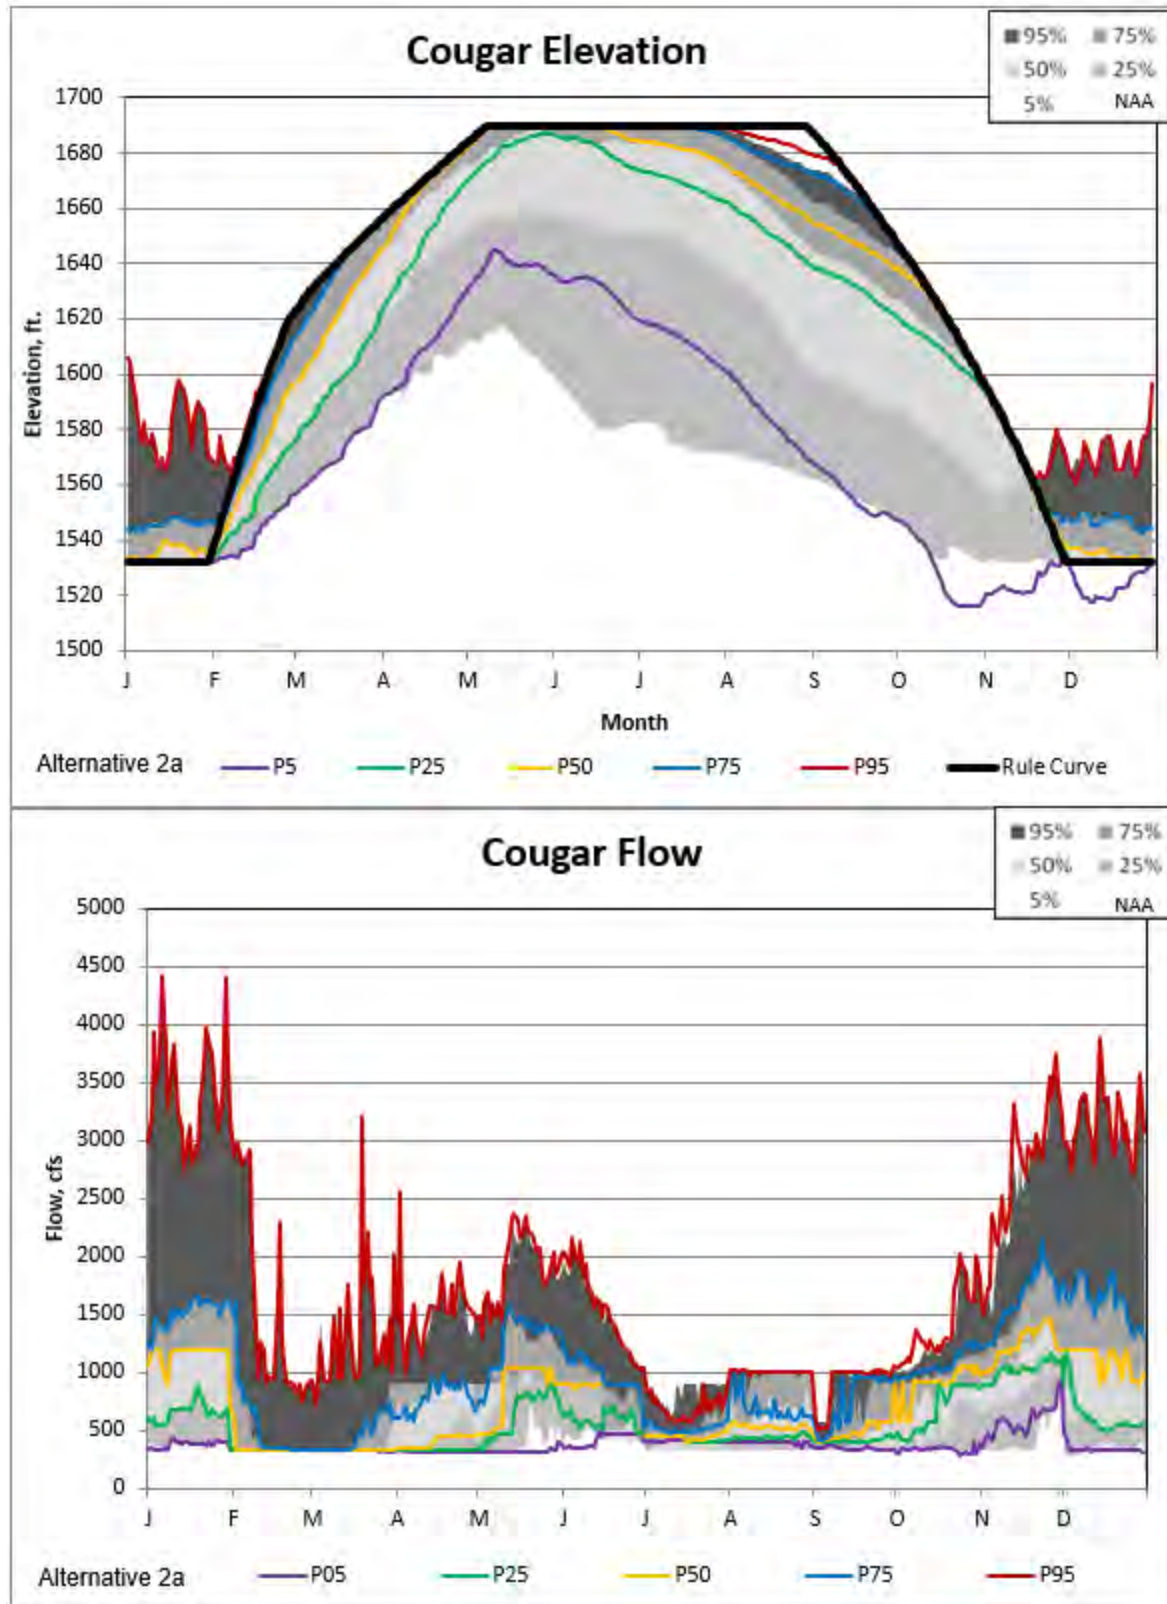 Cougar Elevation
95% 75%
50% 25%
5% NAA
1700
1680
1660
1640
1620
1600
1580
1560
1540
1520
1500
Elevation, ft.
J F M A M J J A S O N D
Month
Alternative 2a P5 P25 P50 P75 P95 Rule Curve
Cougar Flow
95% 75%
50% 25%
5% NAA
5000
4500
4000
3500
3000
2500
2000
1500
1000
500
0
Flow, cfs
J F M A M J J A S O N D
Alternative 2a P05 P25 P50 P75 P95